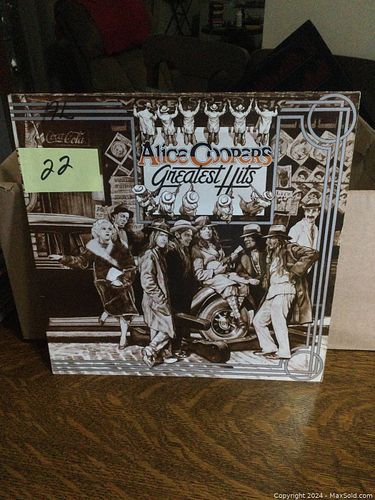 Coca-Cola
22
ALICE COOPER'S
Greatest Hits
© Copyright 2024 - MaxSold.com